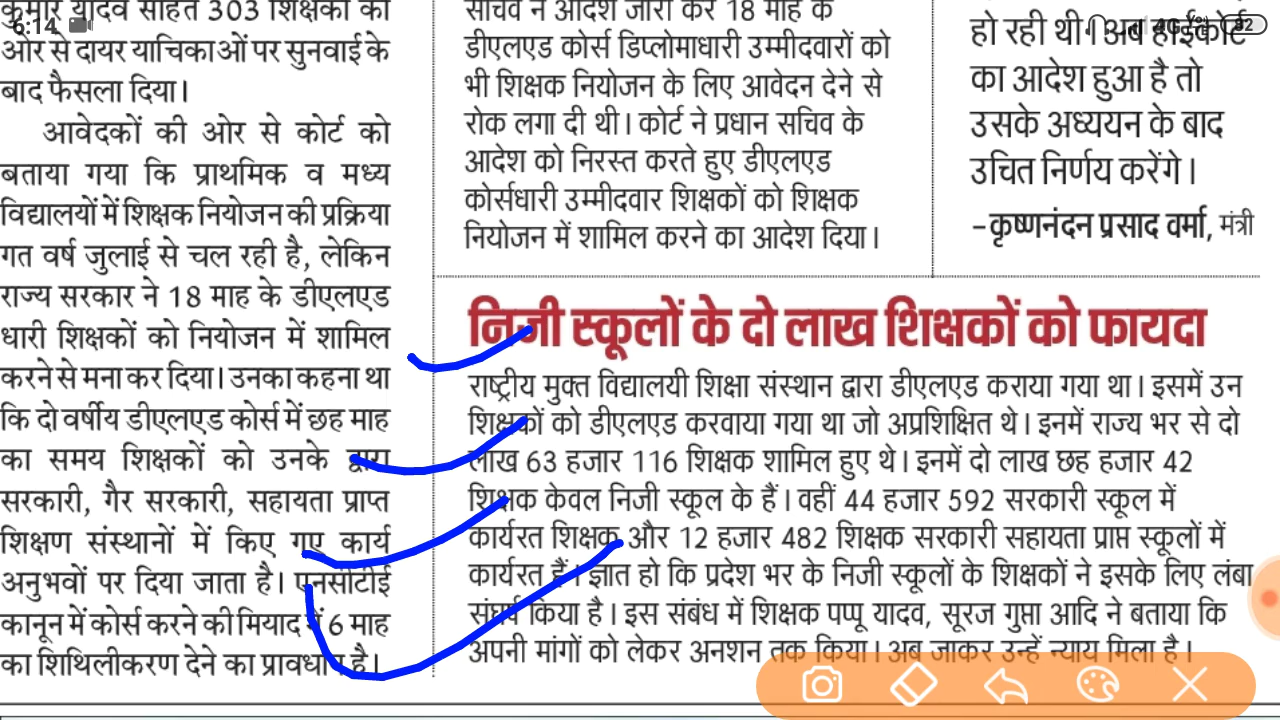 6:14
4G
82
कुमार यादव सहित 303 शिक्षकों की
ओर से दायर याचिकाओं पर सुनवाई के
बाद फैसला दिया।
आवेदकों की ओर से कोर्ट को
बताया गया कि प्राथमिक व मध्य
विद्यालयों में शिक्षक नियोजन की प्रक्रिया
गत वर्ष जुलाई से चल रही है, लेकिन
राज्य सरकार ने 18 माह के डीएलएड
धारी शिक्षकों को नियोजन में शामिल
करने से मना कर दिया। उनका कहना था
कि दो वर्षीय डीएलएड कोर्स में छह माह
का समय शिक्षकों को उनके द्वारा
सरकारी, गैर सरकारी, सहायता प्राप्त
शिक्षण संस्थानों में किए गए कार्य
अनुभवों पर दिया जाता है। एनसीटीई
कानून में कोर्स करने की मियाद में 6 माह
का शिथिलीकरण देने का प्रावधान है।
सचिव ने आदेश जारी कर 18 माह के
डीएलएड कोर्स डिप्लोमाधारी उम्मीदवारों को
भी शिक्षक नियोजन के लिए आवेदन देने से
रोक लगा दी थी। कोर्ट ने प्रधान सचिव के
आदेश को निरस्त करते हुए डीएलएड
कोर्सधारी उम्मीदवार शिक्षकों को शिक्षक
नियोजन में शामिल करने का आदेश दिया।
हो रही थी। अब हाईकोर्ट
का आदेश हुआ है तो
उसके अध्ययन के बाद
उचित निर्णय करेंगे।
-कृष्णनंदन प्रसाद वर्मा, मंत्री
निजी स्कूलों के दो लाख शिक्षकों को फायदा
राष्ट्रीय मुक्त विद्यालयी शिक्षा संस्थान द्वारा डीएलएड कराया गया था। इसमें उन
शिक्षकों को डीएलएड करवाया गया था जो अप्रशिक्षित थे। इनमें राज्य भर से दो
लाख 63 हजार 116 शिक्षक शामिल हुए थे। इनमें दो लाख छह हजार 42
शिक्षक केवल निजी स्कूल के हैं। वहीं 44 हजार 592 सरकारी स्कूल में
कार्यरत शिक्षक और 12 हजार 482 शिक्षक सरकारी सहायता प्राप्त स्कूलों में
कार्यरत हैं। ज्ञात हो कि प्रदेश भर के निजी स्कूलों के शिक्षकों ने इसके लिए लंबा
संघर्ष किया है। इस संबंध में शिक्षक पप्पू यादव, सूरज गुप्ता आदि ने बताया कि
अपनी मांगों को लेकर अनशन तक किया। अब जाकर उन्हें न्याय मिला है।